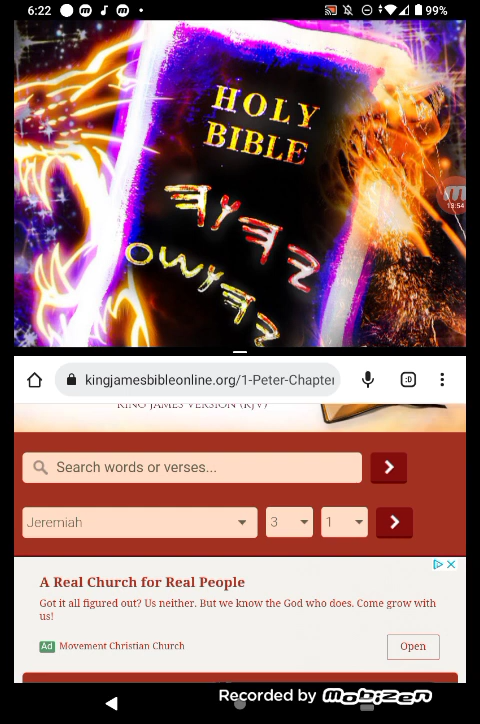 6:22
99%
HOLY
BIBLE
𐤉𐤄𐤅𐤄
𐤉𐤄𐤅𐤔𐤏
13:54
kingjamesbibleonline.org/1-Peter-Chapter
:D
KING JAMES VERSION (KJV)
Search words or verses...
Jeremiah 3 1
A Real Church for Real People
Got it all figured out? Us neither. But we know the God who does. Come grow with
us!
Ad Movement Christian Church Open
Recorded by Mobizen